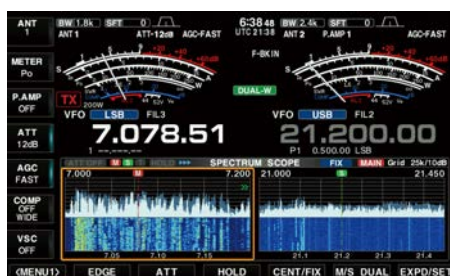 ANT 1
BW 1.8k SFT 0
6:38 48
BW 2.4k SFT 0
ANT 1 ATT-12dB AGC-FAST
UTC 21:38
ANT 2 P.AMP 1 AGC-FAST
METER Po
F-BKIN
P.AMP OFF
TX 200W
DUAL-W
VFO LSB FIL3
VFO USB FIL2
ATT 12dB
7.078.51
21.200.00
1 --.---.--
P1 0.500.00 LSB
AGC FAST
ATT OFF M S HOLD SPECTRUM SCOPE FIX MAIN Grid 25k/10dB
7.000 M 7.200
21.000 S 21.450
COMP OFF WIDE
20
VSC OFF
7.05 7.10 7.15
21.1 21.2 21.3 21.4
<MENU1> EDGE ATT HOLD CENT/FIX M/S DUAL EXPD/SET